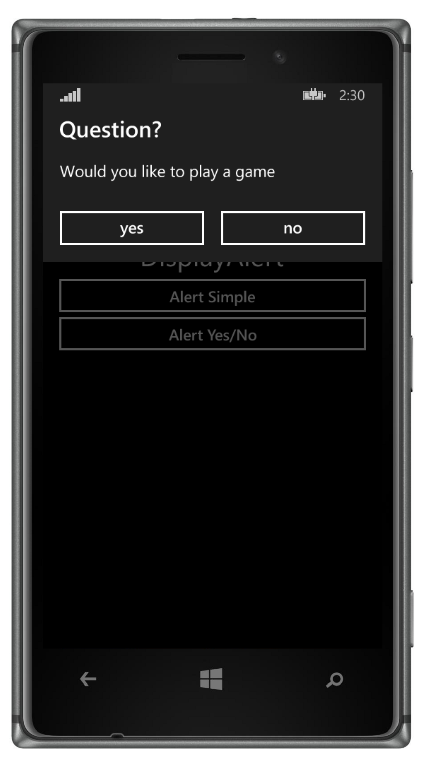 2:30
Question?
Would you like to play a game
yes
no
DisplayAlert
Alert Simple
Alert Yes/No